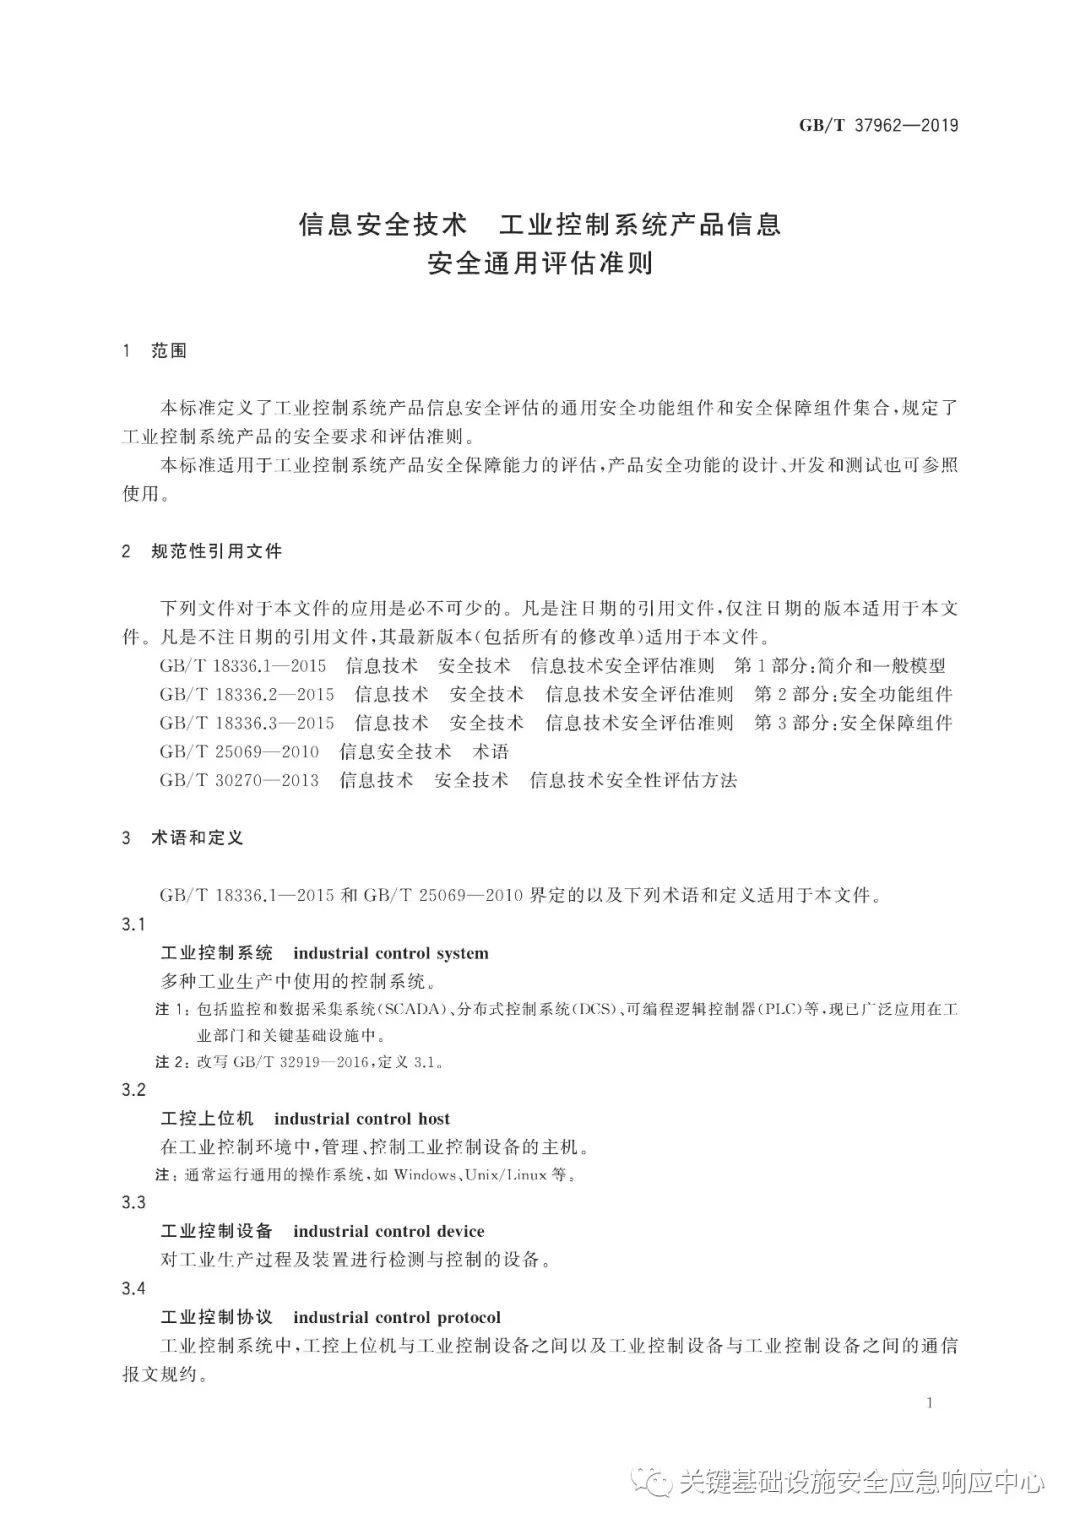 GB/T 37962—2019
信息安全技术　工业控制系统产品信息
安全通用评估准则
1　范围
本标准定义了工业控制系统产品信息安全评估的通用安全功能组件和安全保障组件集合,规定了
工业控制系统产品的安全要求和评估准则。
本标准适用于工业控制系统产品安全保障能力的评估,产品安全功能的设计、开发和测试也可参照
使用。
2　规范性引用文件
下列文件对于本文件的应用是必不可少的。凡是注日期的引用文件,仅注日期的版本适用于本文
件。凡是不注日期的引用文件,其最新版本(包括所有的修改单)适用于本文件。
GB/T 18336.1—2015　信息技术　安全技术　信息技术安全评估准则　第1部分:简介和一般模型
GB/T 18336.2—2015　信息技术　安全技术　信息技术安全评估准则　第2部分:安全功能组件
GB/T 18336.3—2015　信息技术　安全技术　信息技术安全评估准则　第3部分:安全保障组件
GB/T 25069—2010　信息安全技术　术语
GB/T 30270—2013　信息技术　安全技术　信息技术安全性评估方法
3　术语和定义
GB/T 18336.1—2015 和 GB/T 25069—2010 界定的以及下列术语和定义适用于本文件。
3.1
工业控制系统　industrial control system
多种工业生产中使用的控制系统。
注 1: 包括监控和数据采集系统(SCADA)、分布式控制系统(DCS)、可编程逻辑控制器(PLC)等,现已广泛应用在工
业部门和关键基础设施中。
注 2: 改写 GB/T 32919—2016,定义 3.1。
3.2
工控上位机　industrial control host
在工业控制环境中,管理、控制工业控制设备的主机。
注: 通常运行通用的操作系统,如 Windows、Unix/Linux 等。
3.3
工业控制设备　industrial control device
对工业生产过程及装置进行检测与控制的设备。
3.4
工业控制协议　industrial control protocol
工业控制系统中,工控上位机与工业控制设备之间以及工业控制设备与工业控制设备之间的通信
报文规约。
1
关键基础设施安全应急响应中心